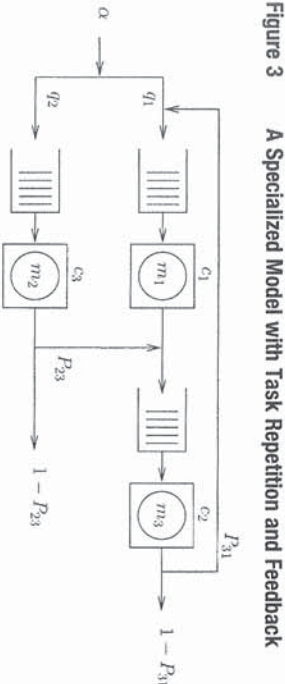 Figure 3 A Specialized Model with Task Repetition and Feedback
P₃₁
α
q₁
c₁
m₁
c₂
m₃
1 − P₃₁
P₂₃
q₂
c₃
m₂
1 − P₂₃